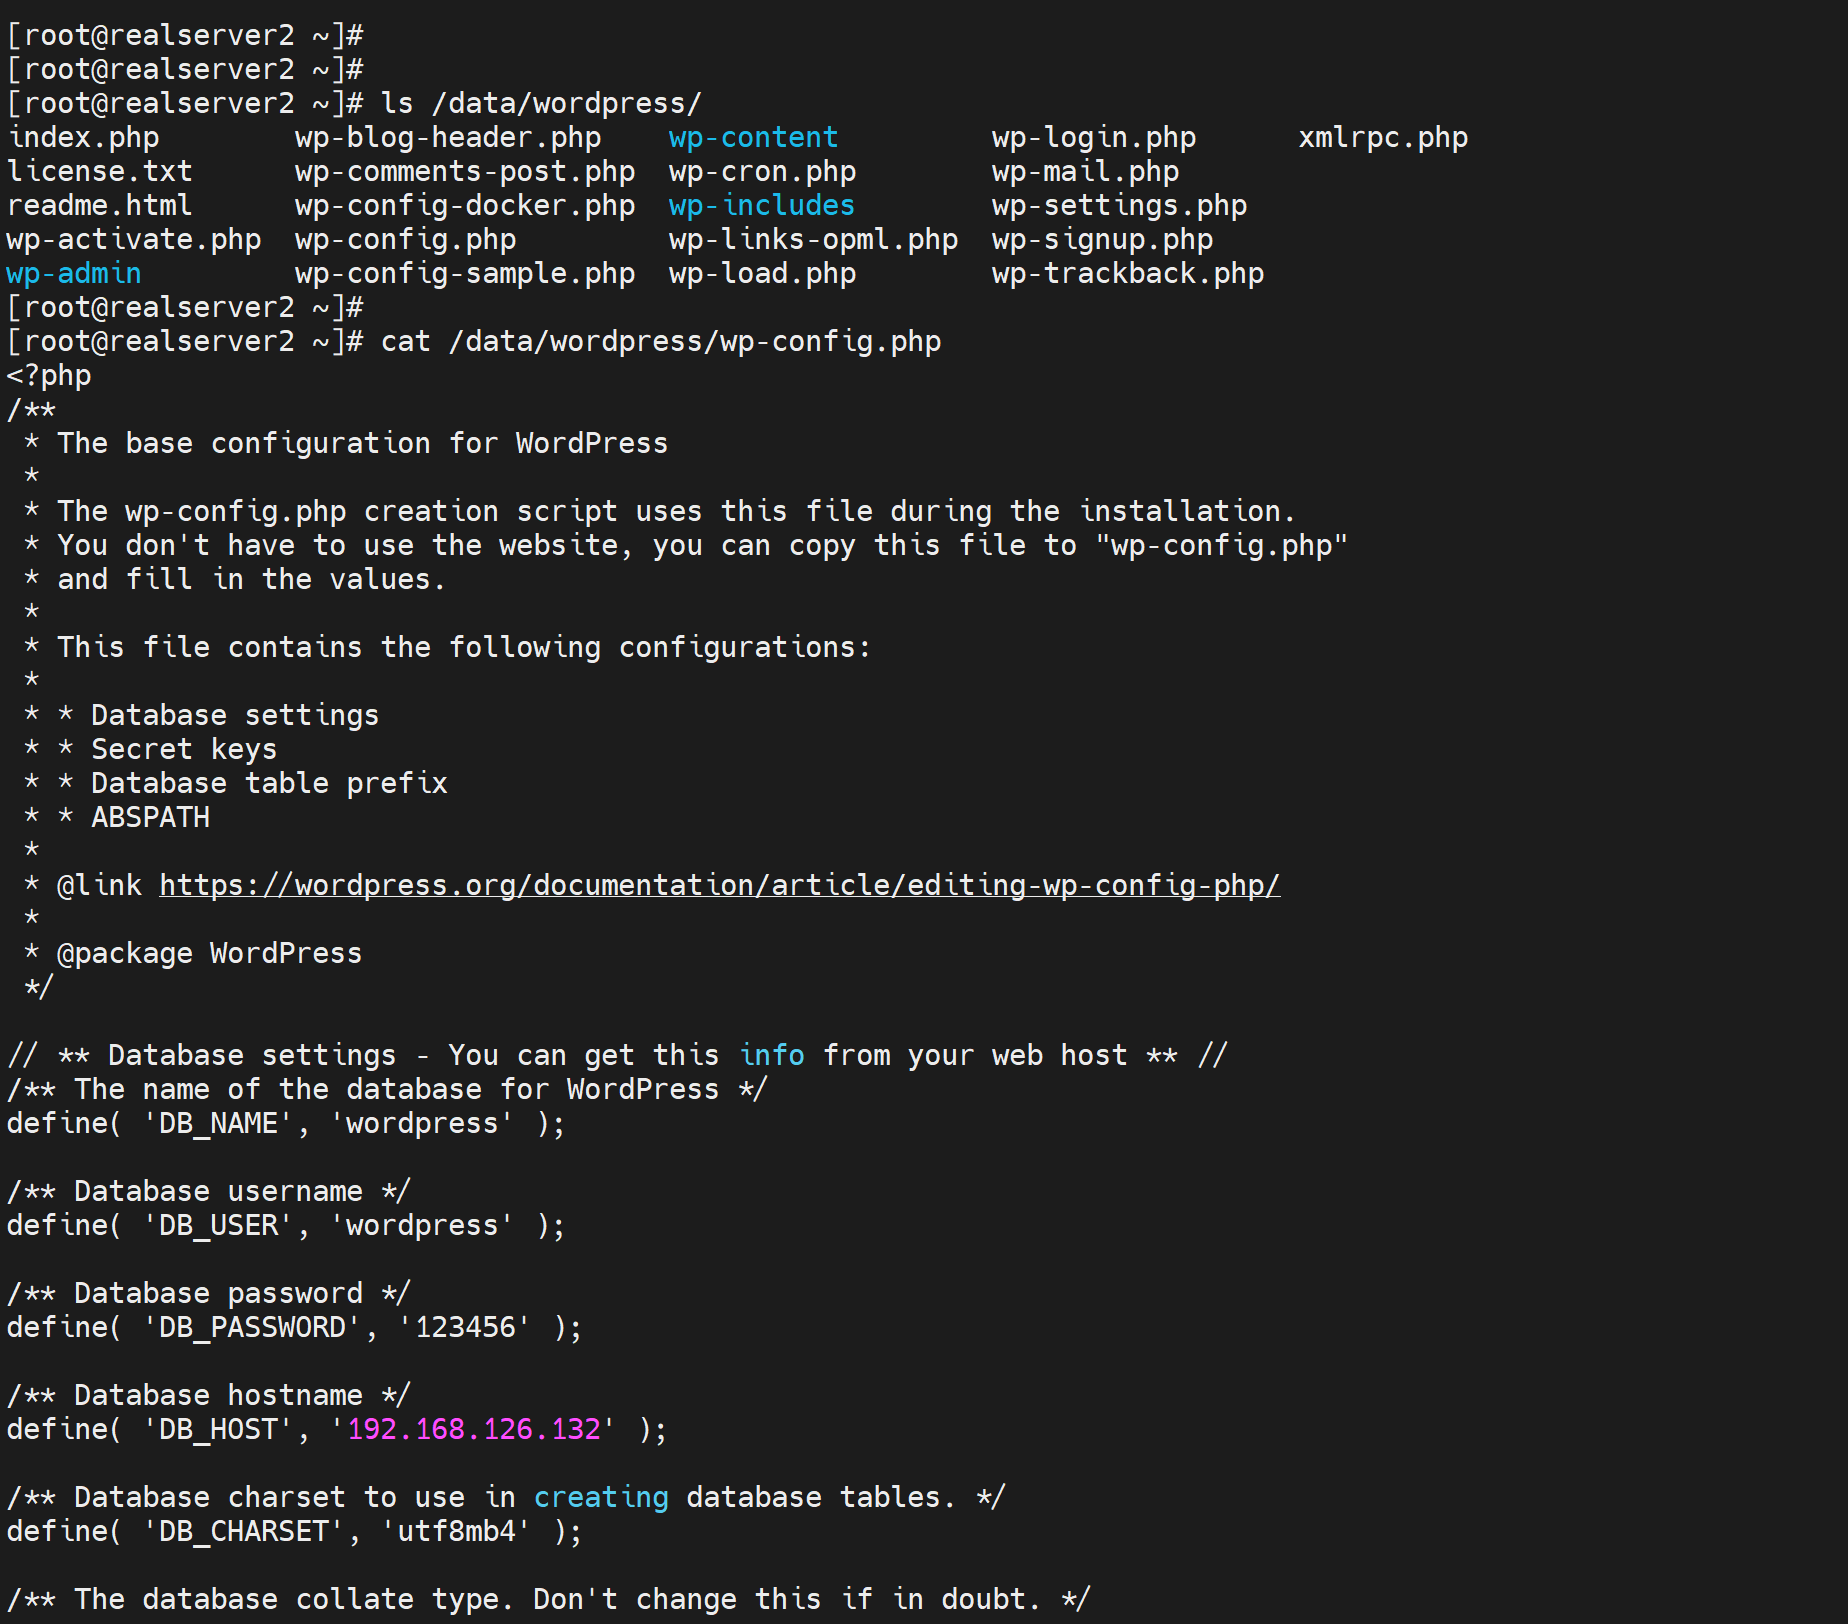 [root@realserver2 ~]#
[root@realserver2 ~]#
[root@realserver2 ~]# ls /data/wordpress/
index.php        wp-blog-header.php    wp-content         wp-login.php      xmlrpc.php
license.txt      wp-comments-post.php  wp-cron.php        wp-mail.php
readme.html      wp-config-docker.php  wp-includes        wp-settings.php
wp-activate.php  wp-config.php         wp-links-opml.php  wp-signup.php
wp-admin         wp-config-sample.php  wp-load.php        wp-trackback.php
[root@realserver2 ~]#
[root@realserver2 ~]# cat /data/wordpress/wp-config.php
<?php
/**
 * The base configuration for WordPress
 *
 * The wp-config.php creation script uses this file during the installation.
 * You don't have to use the website, you can copy this file to "wp-config.php"
 * and fill in the values.
 *
 * This file contains the following configurations:
 *
 * * Database settings
 * * Secret keys
 * * Database table prefix
 * * ABSPATH
 *
 * @link https://wordpress.org/documentation/article/editing-wp-config-php/
 *
 * @package WordPress
 */

// ** Database settings - You can get this info from your web host ** //
/** The name of the database for WordPress */
define( 'DB_NAME', 'wordpress' );

/** Database username */
define( 'DB_USER', 'wordpress' );

/** Database password */
define( 'DB_PASSWORD', '123456' );

/** Database hostname */
define( 'DB_HOST', '192.168.126.132' );

/** Database charset to use in creating database tables. */
define( 'DB_CHARSET', 'utf8mb4' );

/** The database collate type. Don't change this if in doubt. */